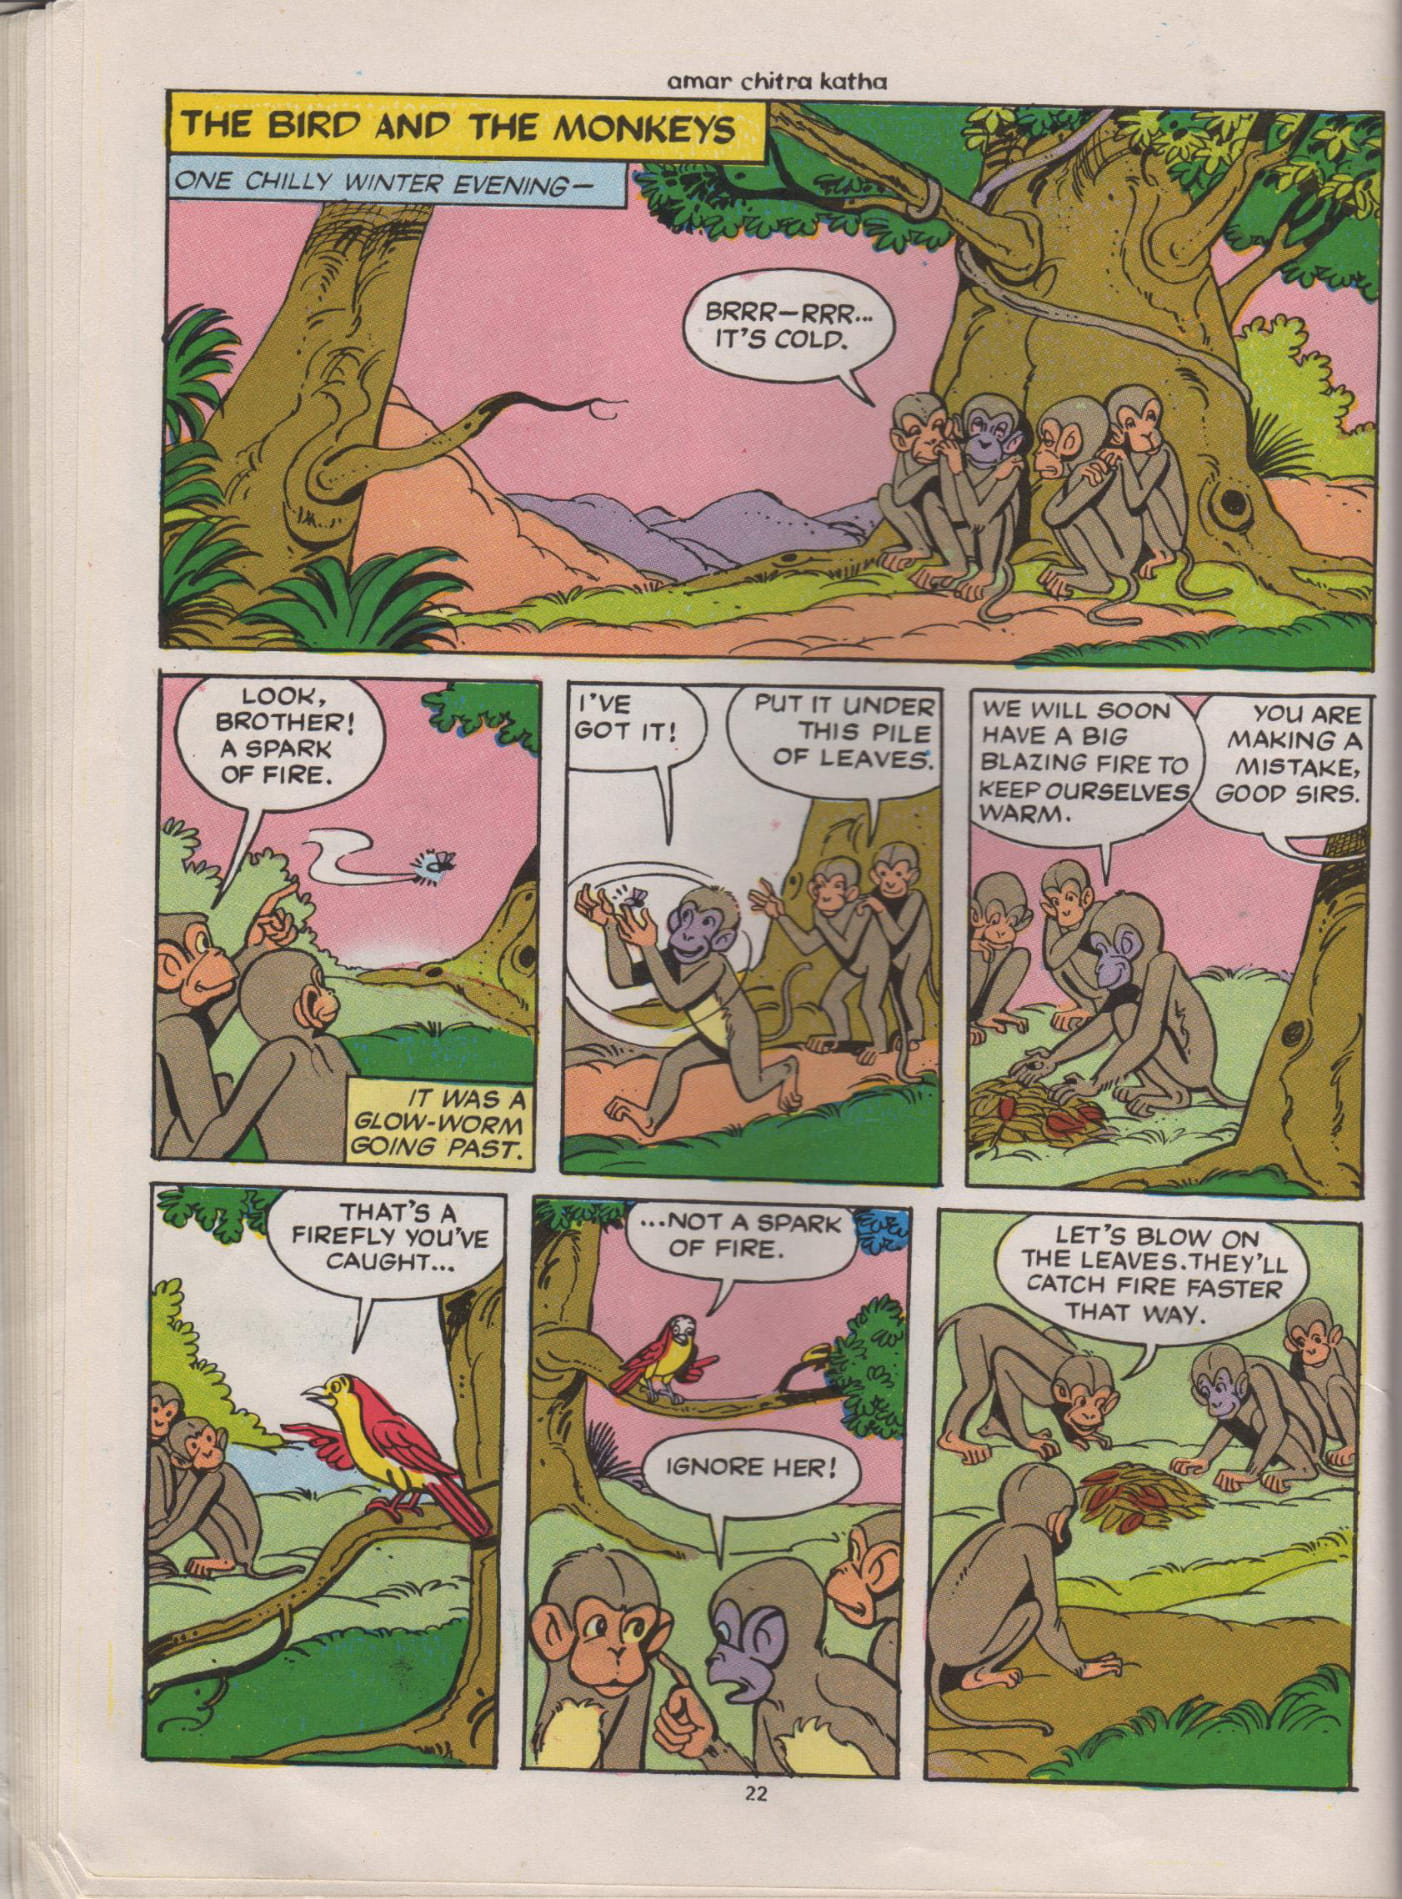 amar chitra katha
THE BIRD AND THE MONKEYS
ONE CHILLY WINTER EVENING—
BRRR—RRR...
IT'S COLD.
LOOK,
BROTHER!
A SPARK
OF FIRE.
IT WAS A
GLOW-WORM
GOING PAST.
I'VE
GOT IT!
PUT IT UNDER
THIS PILE
OF LEAVES.
WE WILL SOON
HAVE A BIG
BLAZING FIRE TO
KEEP OURSELVES
WARM.
YOU ARE
MAKING A
MISTAKE,
GOOD SIRS.
THAT'S A
FIREFLY YOU'VE
CAUGHT...
...NOT A SPARK
OF FIRE.
IGNORE HER!
LET'S BLOW ON
THE LEAVES. THEY'LL
CATCH FIRE FASTER
THAT WAY.
22